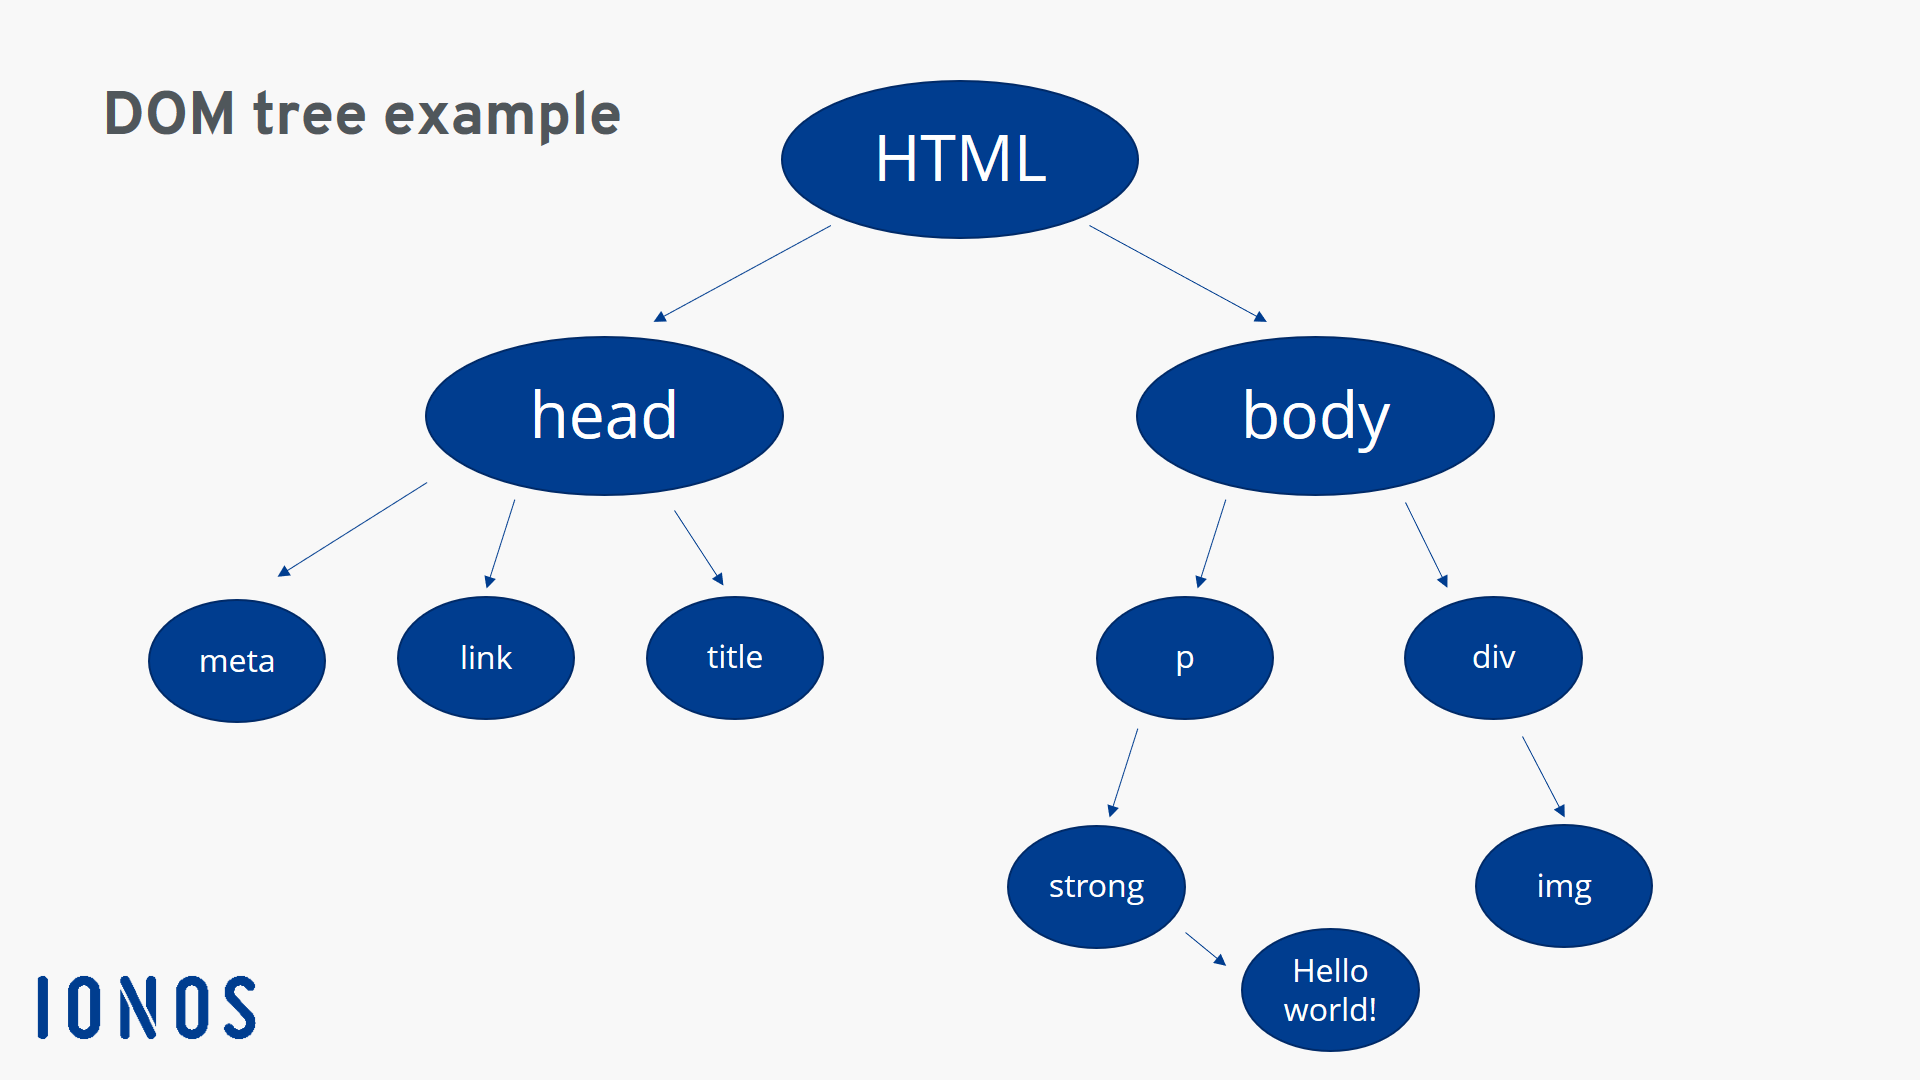 DOM tree example
HTML
head
body
meta
link
title
p
div
strong
img
Hello
world!
IONOS